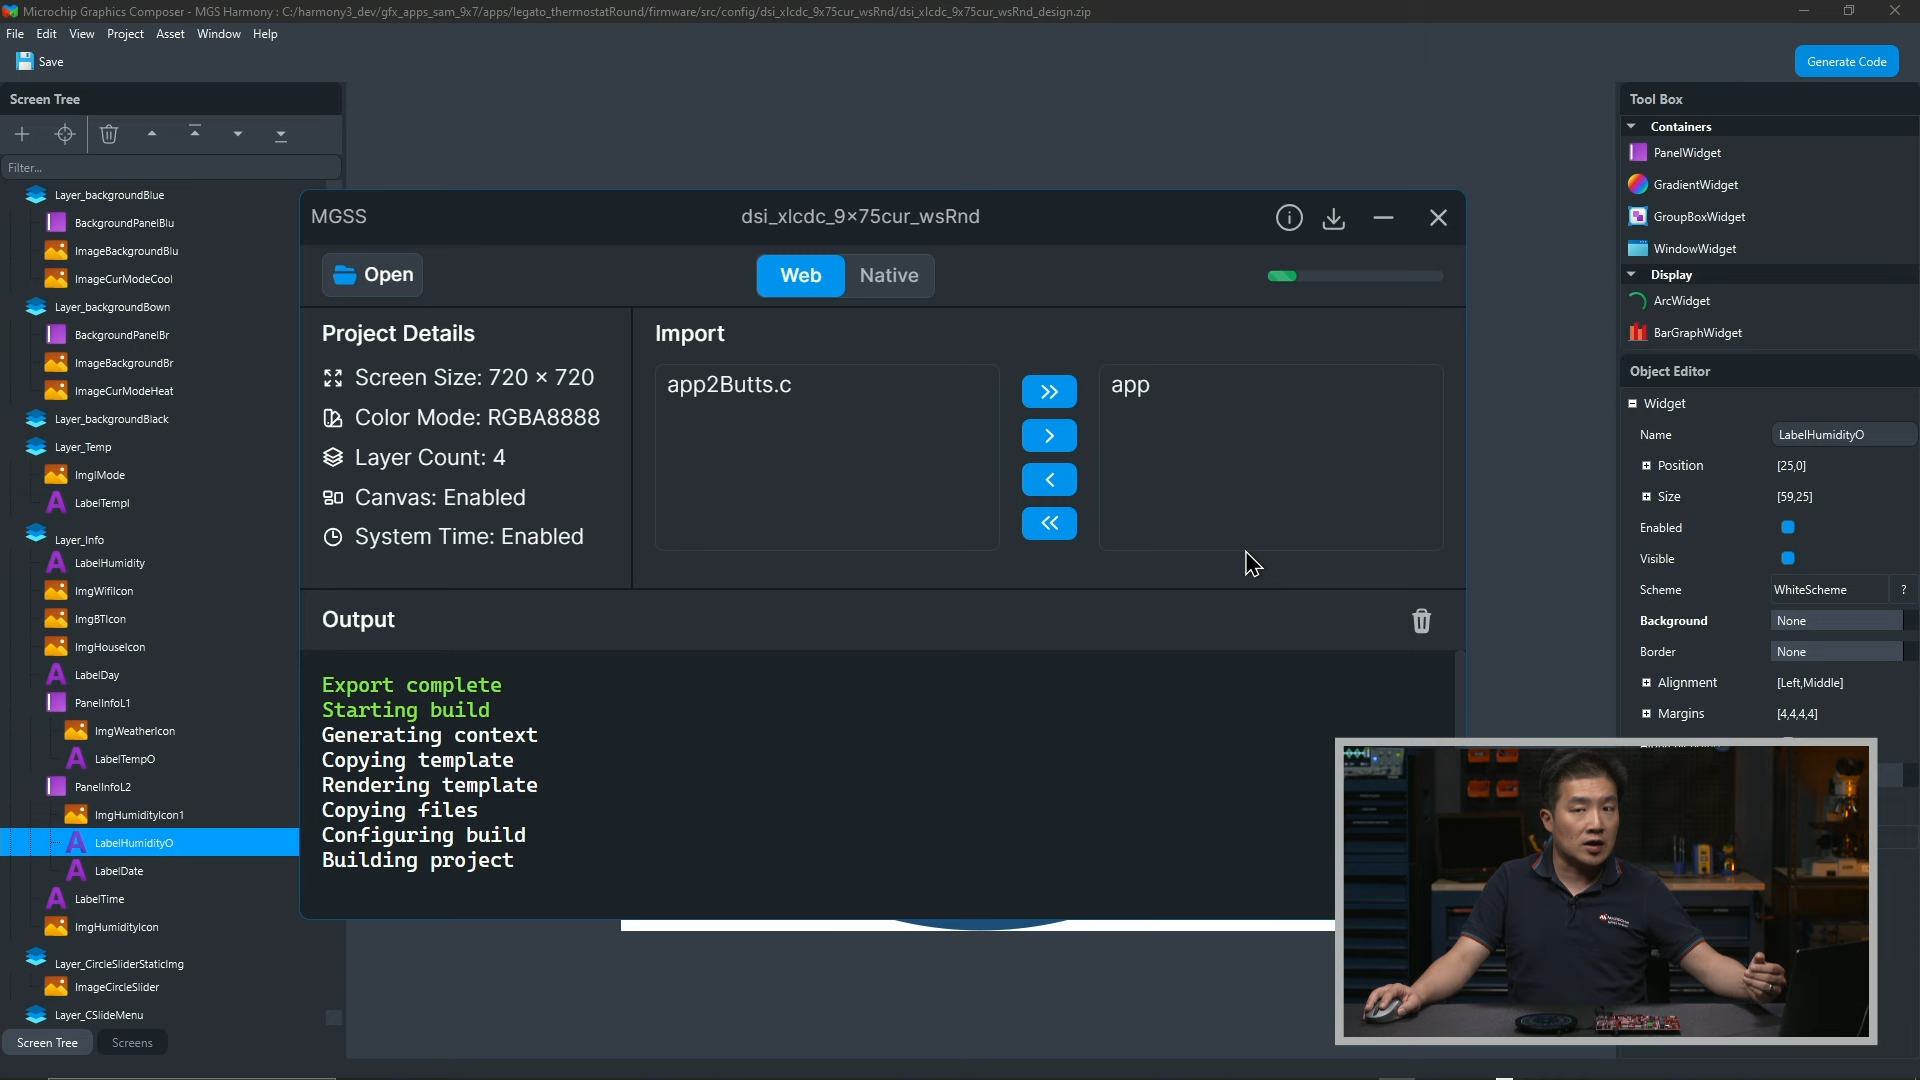 Microchip Graphics Composer - MGS Harmony : C:/harmony3_dev/gfx_apps_sam_9x7/apps/legato_thermostatRound/firmware/src/config/dsi_xlcdc_9x75cur_wsRnd/dsi_xlcdc_9x75cur_wsRnd_design.zip
File Edit View Project Asset Window Help
Save
Generate Code
Screen Tree
Filter...
Layer_backgroundBlue
BackgroundPanelBlu
ImageBackgroundBlu
ImageCurModeCool
Layer_backgroundBown
BackgroundPanelBr
ImageBackgroundBr
ImageCurModeHeat
Layer_backgroundBlack
Layer_Temp
ImgIMode
LabelTempI
Layer_Info
LabelHumidity
ImgWifiIcon
ImgBTIcon
ImgHouseIcon
LabelDay
PanelInfoL1
ImgWeatherIcon
LabelTempO
PanelInfoL2
ImgHumidityIcon1
LabelHumidityO
LabelDate
LabelTime
ImgHumidityIcon
Layer_CircleSliderStaticImg
ImageCircleSlider
Layer_CSlideMenu
Screen Tree Screens
MGSS
dsi_xlcdc_9×75cur_wsRnd
Open
Web Native
Project Details
Screen Size: 720 × 720
Color Mode: RGBA8888
Layer Count: 4
Canvas: Enabled
System Time: Enabled
Import
app2Butts.c
app
Output
Export complete
Starting build
Generating context
Copying template
Rendering template
Copying files
Configuring build
Building project
Tool Box
Containers
PanelWidget
GradientWidget
GroupBoxWidget
WindowWidget
Display
ArcWidget
BarGraphWidget
Object Editor
Widget
Name LabelHumidityO
Position [25,0]
Size [59,25]
Enabled
Visible
Scheme WhiteScheme ?
Background None
Border None
Alignment [Left,Middle]
Margins [4,4,4,4]